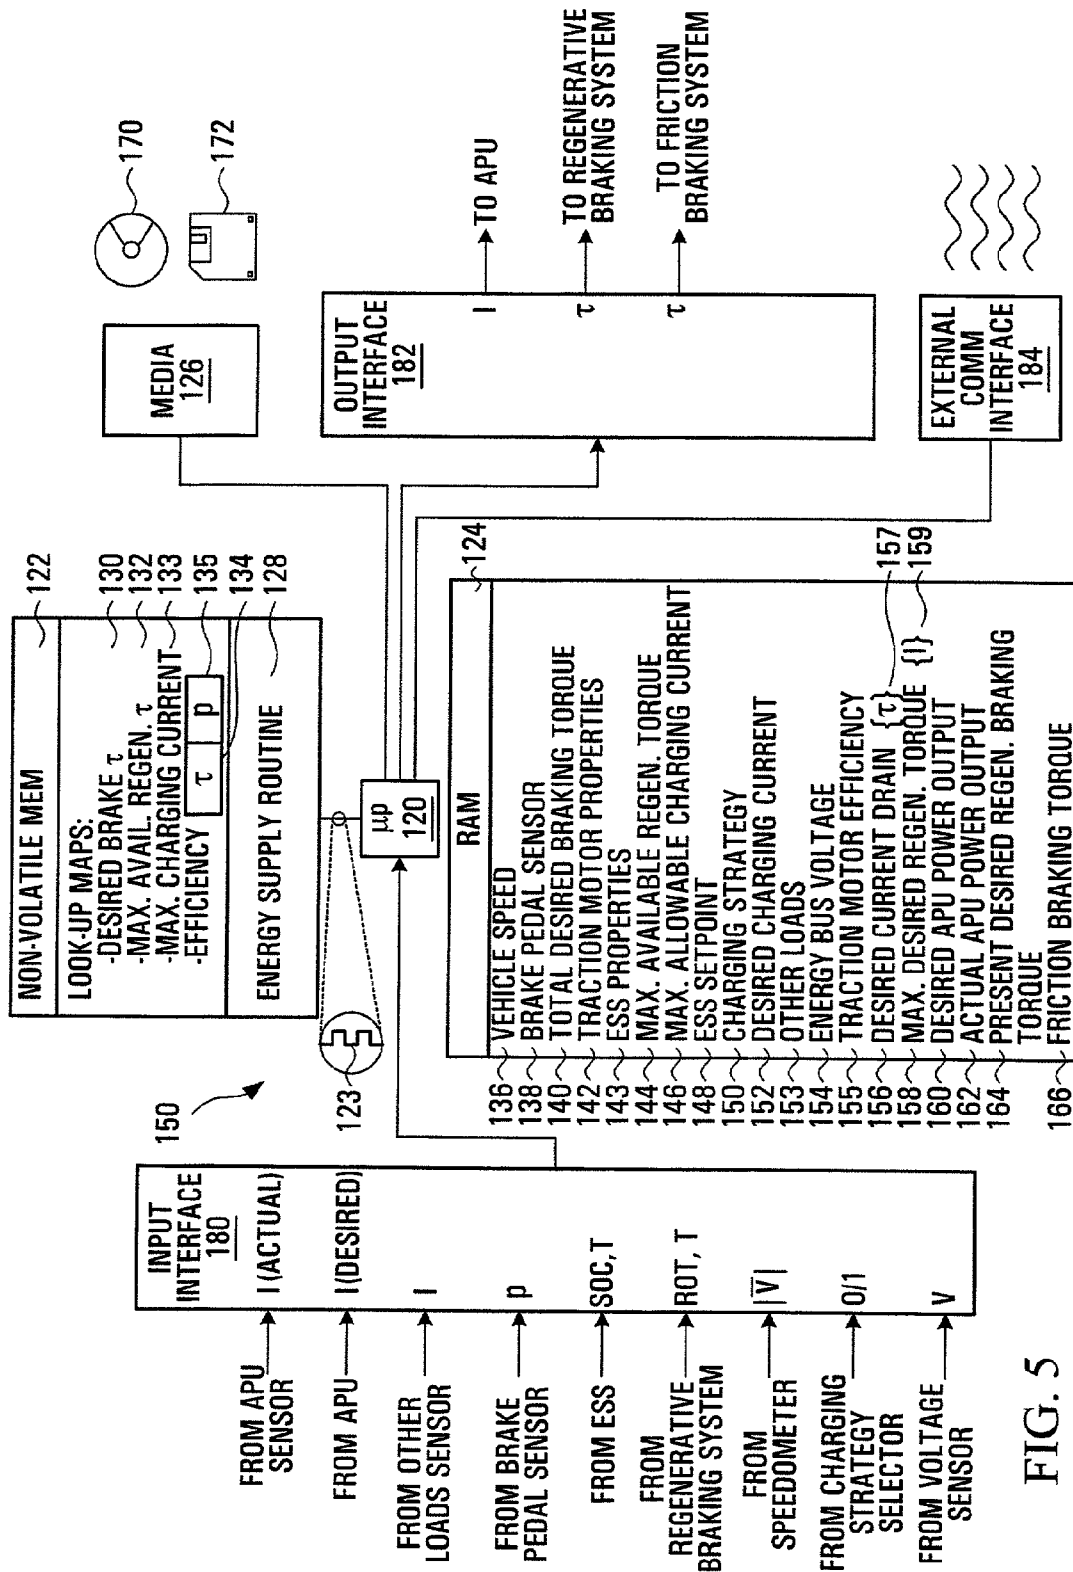 150
NON-VOLATILE MEM
122
LOOK-UP MAPS:
-DESIRED BRAKE τ
130
-MAX. AVAIL. REGEN. τ
132
-MAX. CHARGING CURRENT
133
-EFFICIENCY
τ
p
135
134
ENERGY SUPPLY ROUTINE
128
123
μp
120
MEDIA
126
170
172
INPUT
INTERFACE
180
FROM APU
SENSOR
I (ACTUAL)
FROM APU
I (DESIRED)
FROM OTHER
LOADS SENSOR
I
FROM BRAKE
PEDAL SENSOR
p
FROM ESS
SOC,T
FROM
REGENERATIVE
BRAKING SYSTEM
ROT, T
FROM
SPEEDOMETER
|V|
FROM CHARGING
STRATEGY
SELECTOR
0/1
FROM VOLTAGE
SENSOR
V
RAM
124
136 VEHICLE SPEED
138 BRAKE PEDAL SENSOR
140 TOTAL DESIRED BRAKING TORQUE
142 TRACTION MOTOR PROPERTIES
143 ESS PROPERTIES
144 MAX. AVAILABLE REGEN. TORQUE
146 MAX. ALLOWABLE CHARGING CURRENT
148 ESS SETPOINT
150 CHARGING STRATEGY
152 DESIRED CHARGING CURRENT
153 OTHER LOADS
154 ENERGY BUS VOLTAGE
155 TRACTION MOTOR EFFICIENCY
156 DESIRED CURRENT DRAIN {τ} 157
158 MAX. DESIRED REGEN. TORQUE {I} 159
160 DESIRED APU POWER OUTPUT
162 ACTUAL APU POWER OUTPUT
164 PRESENT DESIRED REGEN. BRAKING
TORQUE
166 FRICTION BRAKING TORQUE
OUTPUT
INTERFACE
182
I
TO APU
τ
TO REGENERATIVE
BRAKING SYSTEM
τ
TO FRICTION
BRAKING SYSTEM
EXTERNAL
COMM
INTERFACE
184
FIG. 5